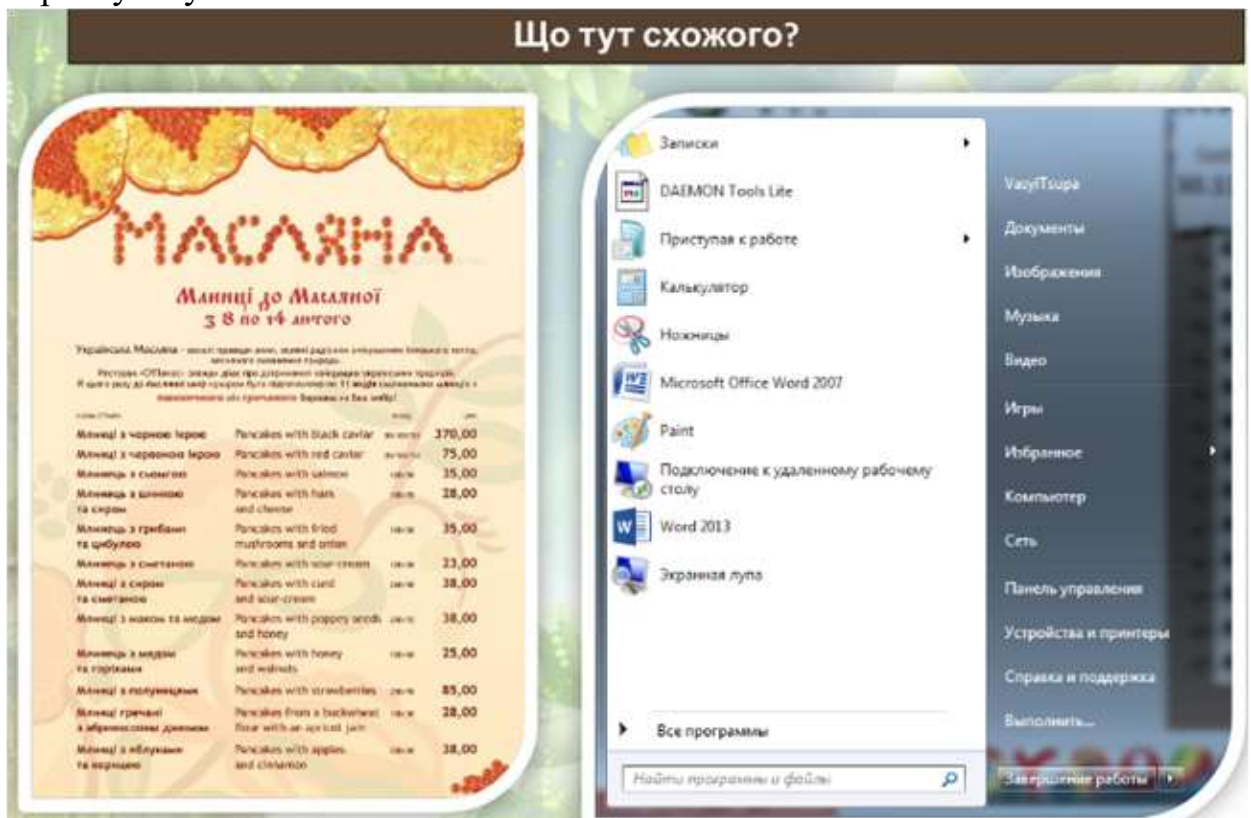 Що тут схожого?
МАСЛЯНА
Млинці до Масляної
з 8 по 14 лютого
Українська Масляна
Млинці з чорною ікрою Pancakes with black caviar 370,00
Млинці з червоною ікрою Pancakes with red caviar 75,00
Млинець з сьомгою Pancakes with salmon 35,00
Млинець з шинкою Pancakes with ham 28,00
та сиром and cheese
Млинець з грибами Pancakes with fried 35,00
та цибулею mushrooms and onion
Млинець з сметаною Pancakes with sour-cream 23,00
Млинці з сиром Pancakes with curd 38,00
та сметаною and sour-cream
Млинці з маком та медом Pancakes with poppey seeds 38,00
and honey
Млинець з медом Pancakes with honey 25,00
та горіхами and walnuts
Млинці з полуницями Pancakes with strawberries 85,00
Млинці гречані Pancakes from a buckwheat 28,00
з абрикосовим джемом flour with an apricot jam
Млинці з яблуками Pancakes with apples 38,00
та корицею and cinnamon
Записки
DAEMON Tools Lite
Приступая к работе
Калькулятор
Ножницы
Microsoft Office Word 2007
Paint
Подключение к удаленному рабочему
столу
Word 2013
Экранная лупа
Все программы
Найти программы и файлы
VasylTsupa
Документы
Изображения
Музыка
Видео
Игры
Избранное
Компьютер
Сеть
Панель управления
Устройства и принтеры
Справка и поддержка
Выполнить...
Завершение работы